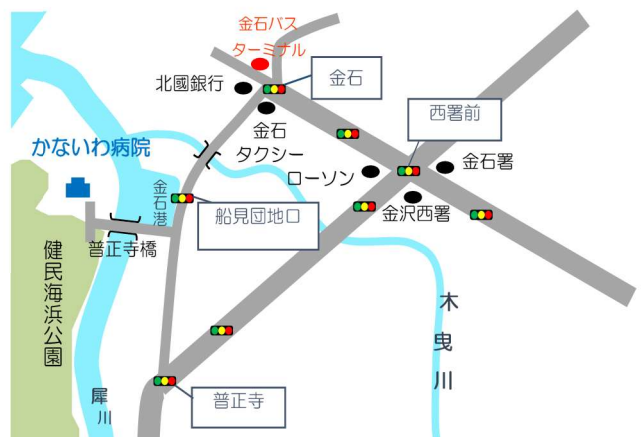 金石バス
ターミナル
北國銀行
金石
西署前
金石
タクシー
かないわ病院
ローソン
金石署
金石港
船見団地口
金沢西署
普正寺橋
健民海浜公園
木曳川
普正寺
犀川